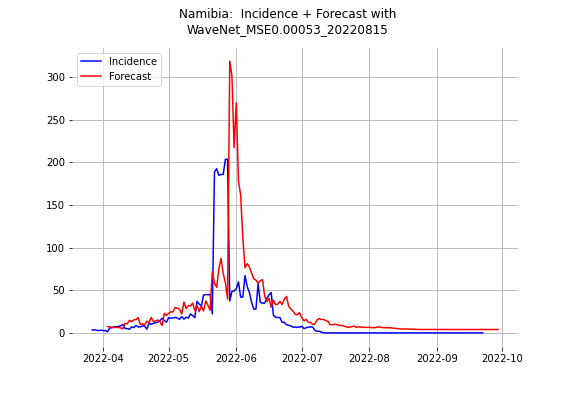 Namibia:  Incidence + Forecast with
WaveNet_MSE0.00053_20220815
Incidence
Forecast
300
250
200
150
100
50
0
2022-04 2022-05 2022-06 2022-07 2022-08 2022-09 2022-10